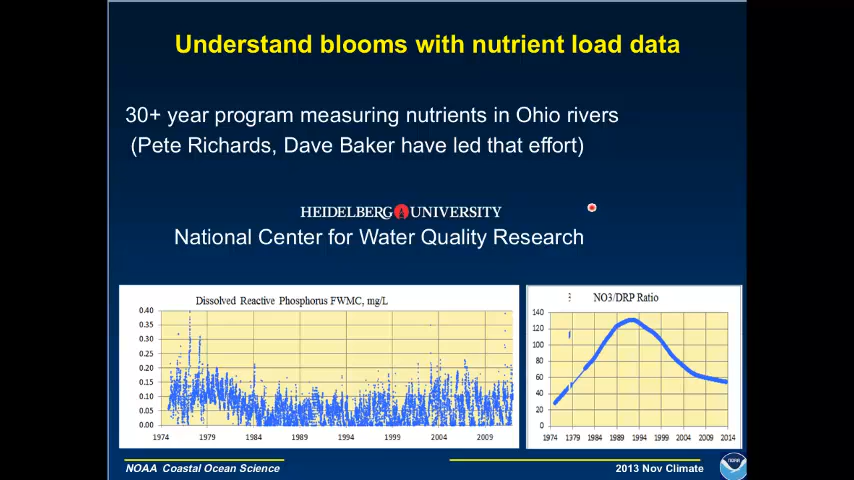 Understand blooms with nutrient load data
30+ year program measuring nutrients in Ohio rivers
(Pete Richards, Dave Baker have led that effort)
HEIDELBERG UNIVERSITY
National Center for Water Quality Research
Dissolved Reactive Phosphorus FWMC, mg/L
0.40
0.35
0.30
0.25
0.20
0.15
0.10
0.05
0.00
1974 1979 1984 1989 1994 1999 2004 2009
NO3/DRP Ratio
140
120
100
80
60
40
20
0
1974 1979 1984 1989 1994 1999 2004 2009 2014
NOAA Coastal Ocean Science
2013 Nov Climate
NOAA